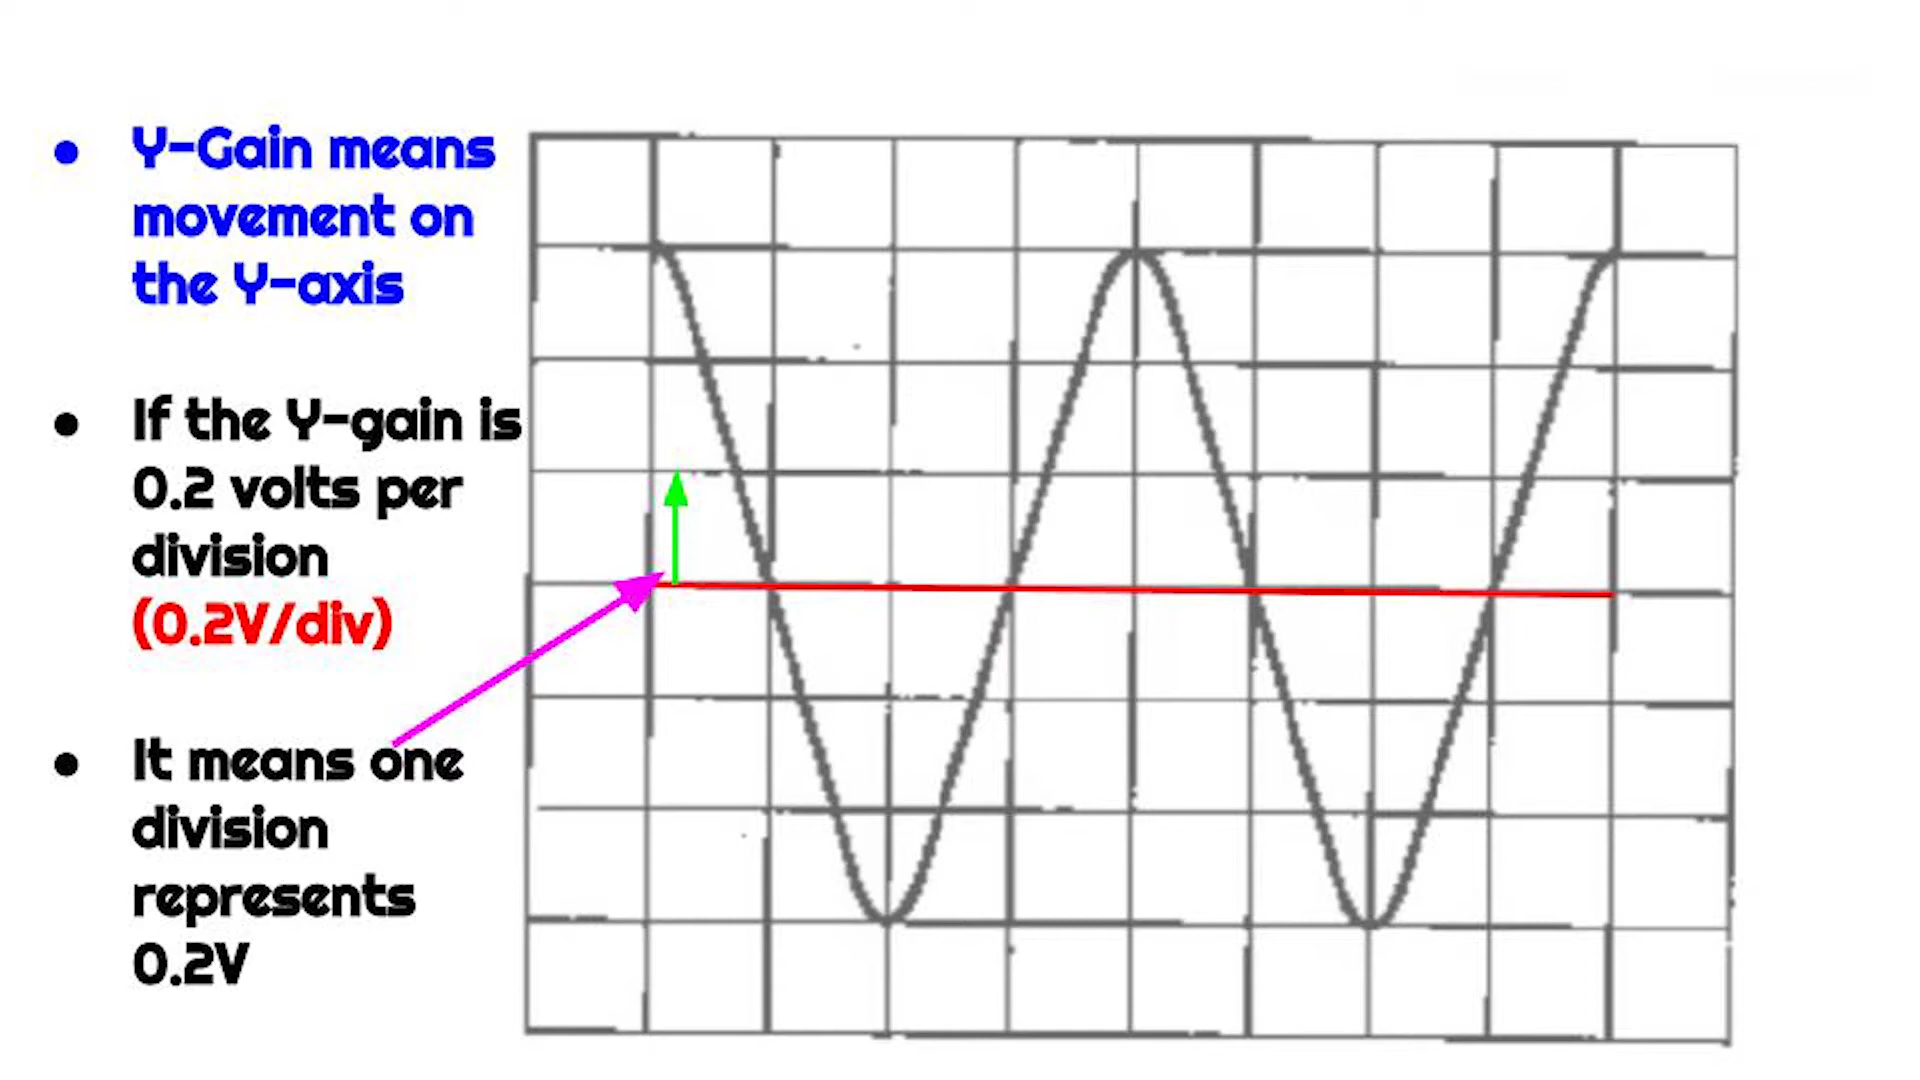 Y-Gain means
movement on
the Y-axis
If the Y-gain is
0.2 volts per
division
(0.2V/div)
It means one
division
represents
0.2V